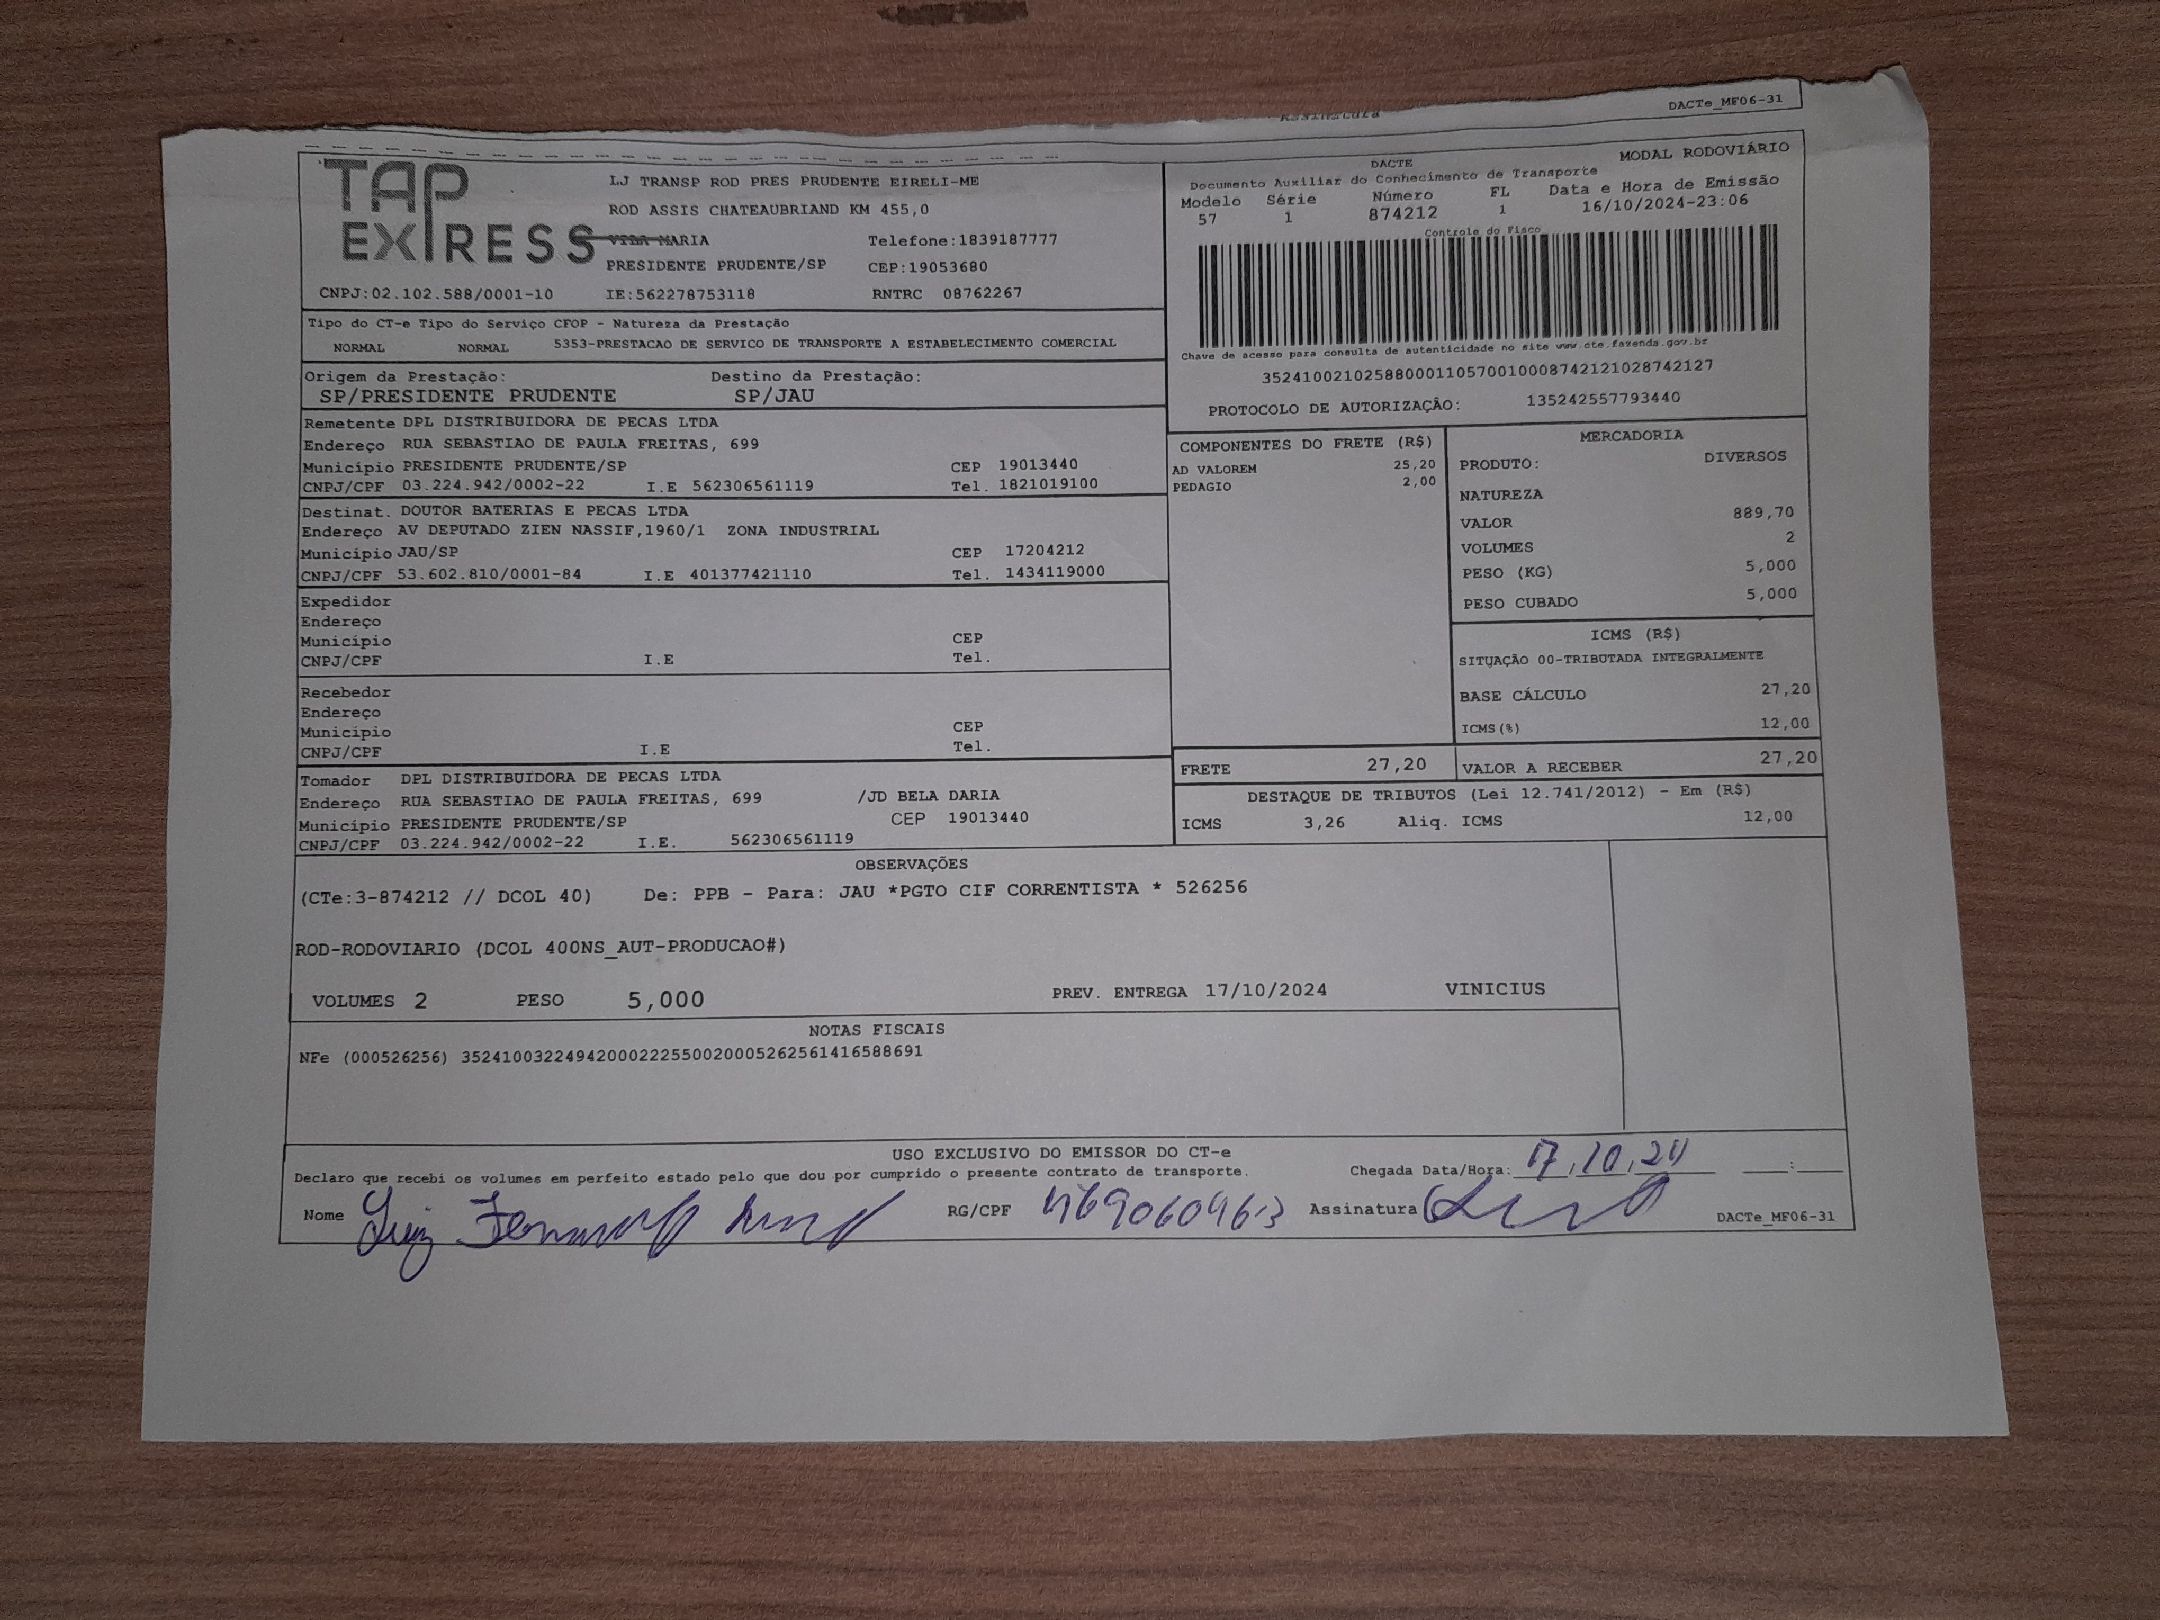 Assinatura
DACTe_MF06-31
TAP EXPRESS
LJ TRANSP ROD PRES PRUDENTE EIRELI-ME
ROD ASSIS CHATEAUBRIAND KM 455,0
VILA MARIA Telefone:1839187777
PRESIDENTE PRUDENTE/SP CEP:19053680
CNPJ:02.102.588/0001-10 IE:562278753118 RNTRC 08762267
DACTE MODAL RODOVIÁRIO
Documento Auxiliar do Conhecimento de Transporte
Modelo Série Número FL Data e Hora de Emissão
57 1 874212 1 16/10/2024-23:06
Controle do Fisco
Chave de acesso para consulta de autenticidade no site www.cte.fazenda.gov.br
35241002102588000110570010008742121028742127
PROTOCOLO DE AUTORIZAÇÃO: 135242557793440
Tipo do CT-e Tipo do Serviço CFOP - Natureza da Prestação
NORMAL NORMAL 5353-PRESTACAO DE SERVICO DE TRANSPORTE A ESTABELECIMENTO COMERCIAL
Origem da Prestação: Destino da Prestação:
SP/PRESIDENTE PRUDENTE SP/JAU
Remetente DPL DISTRIBUIDORA DE PECAS LTDA
Endereço RUA SEBASTIAO DE PAULA FREITAS, 699
Município PRESIDENTE PRUDENTE/SP CEP 19013440
CNPJ/CPF 03.224.942/0002-22 I.E 562306561119 Tel. 1821019100
Destinat. DOUTOR BATERIAS E PECAS LTDA
Endereço AV DEPUTADO ZIEN NASSIF,1960/1 ZONA INDUSTRIAL
Município JAU/SP CEP 17204212
CNPJ/CPF 53.602.810/0001-84 I.E 401377421110 Tel. 1434119000
Expedidor
Endereço
Município CEP
CNPJ/CPF I.E Tel.
Recebedor
Endereço
Município CEP
CNPJ/CPF I.E Tel.
Tomador DPL DISTRIBUIDORA DE PECAS LTDA
Endereço RUA SEBASTIAO DE PAULA FREITAS, 699 /JD BELA DARIA
Município PRESIDENTE PRUDENTE/SP CEP 19013440
CNPJ/CPF 03.224.942/0002-22 I.E. 562306561119
COMPONENTES DO FRETE (R$)
AD VALOREM 25,20
PEDAGIO 2,00
MERCADORIA
PRODUTO: DIVERSOS
NATUREZA
VALOR 889,70
VOLUMES 2
PESO (KG) 5,000
PESO CUBADO 5,000
ICMS (R$)
SITUAÇÃO 00-TRIBUTADA INTEGRALMENTE
BASE CÁLCULO 27,20
ICMS(%) 12,00
FRETE 27,20 VALOR A RECEBER 27,20
DESTAQUE DE TRIBUTOS (Lei 12.741/2012) - Em (R$)
ICMS 3,26 Aliq. ICMS 12,00
OBSERVAÇÕES
(CTe:3-874212 // DCOL 40) De: PPB - Para: JAU *PGTO CIF CORRENTISTA * 526256
ROD-RODOVIARIO (DCOL 400NS_AUT-PRODUCAO#)
VOLUMES 2 PESO 5,000 PREV. ENTREGA 17/10/2024 VINICIUS
NOTAS FISCAIS
NFe (000526256) 35241003224942000222550020005262561416588691
USO EXCLUSIVO DO EMISSOR DO CT-e
Declaro que recebi os volumes em perfeito estado pelo que dou por cumprido o presente contrato de transporte. Chegada Data/Hora: 17,10,24 :
Nome Luiz RG/CPF Assinatura DACTe_MF06-31